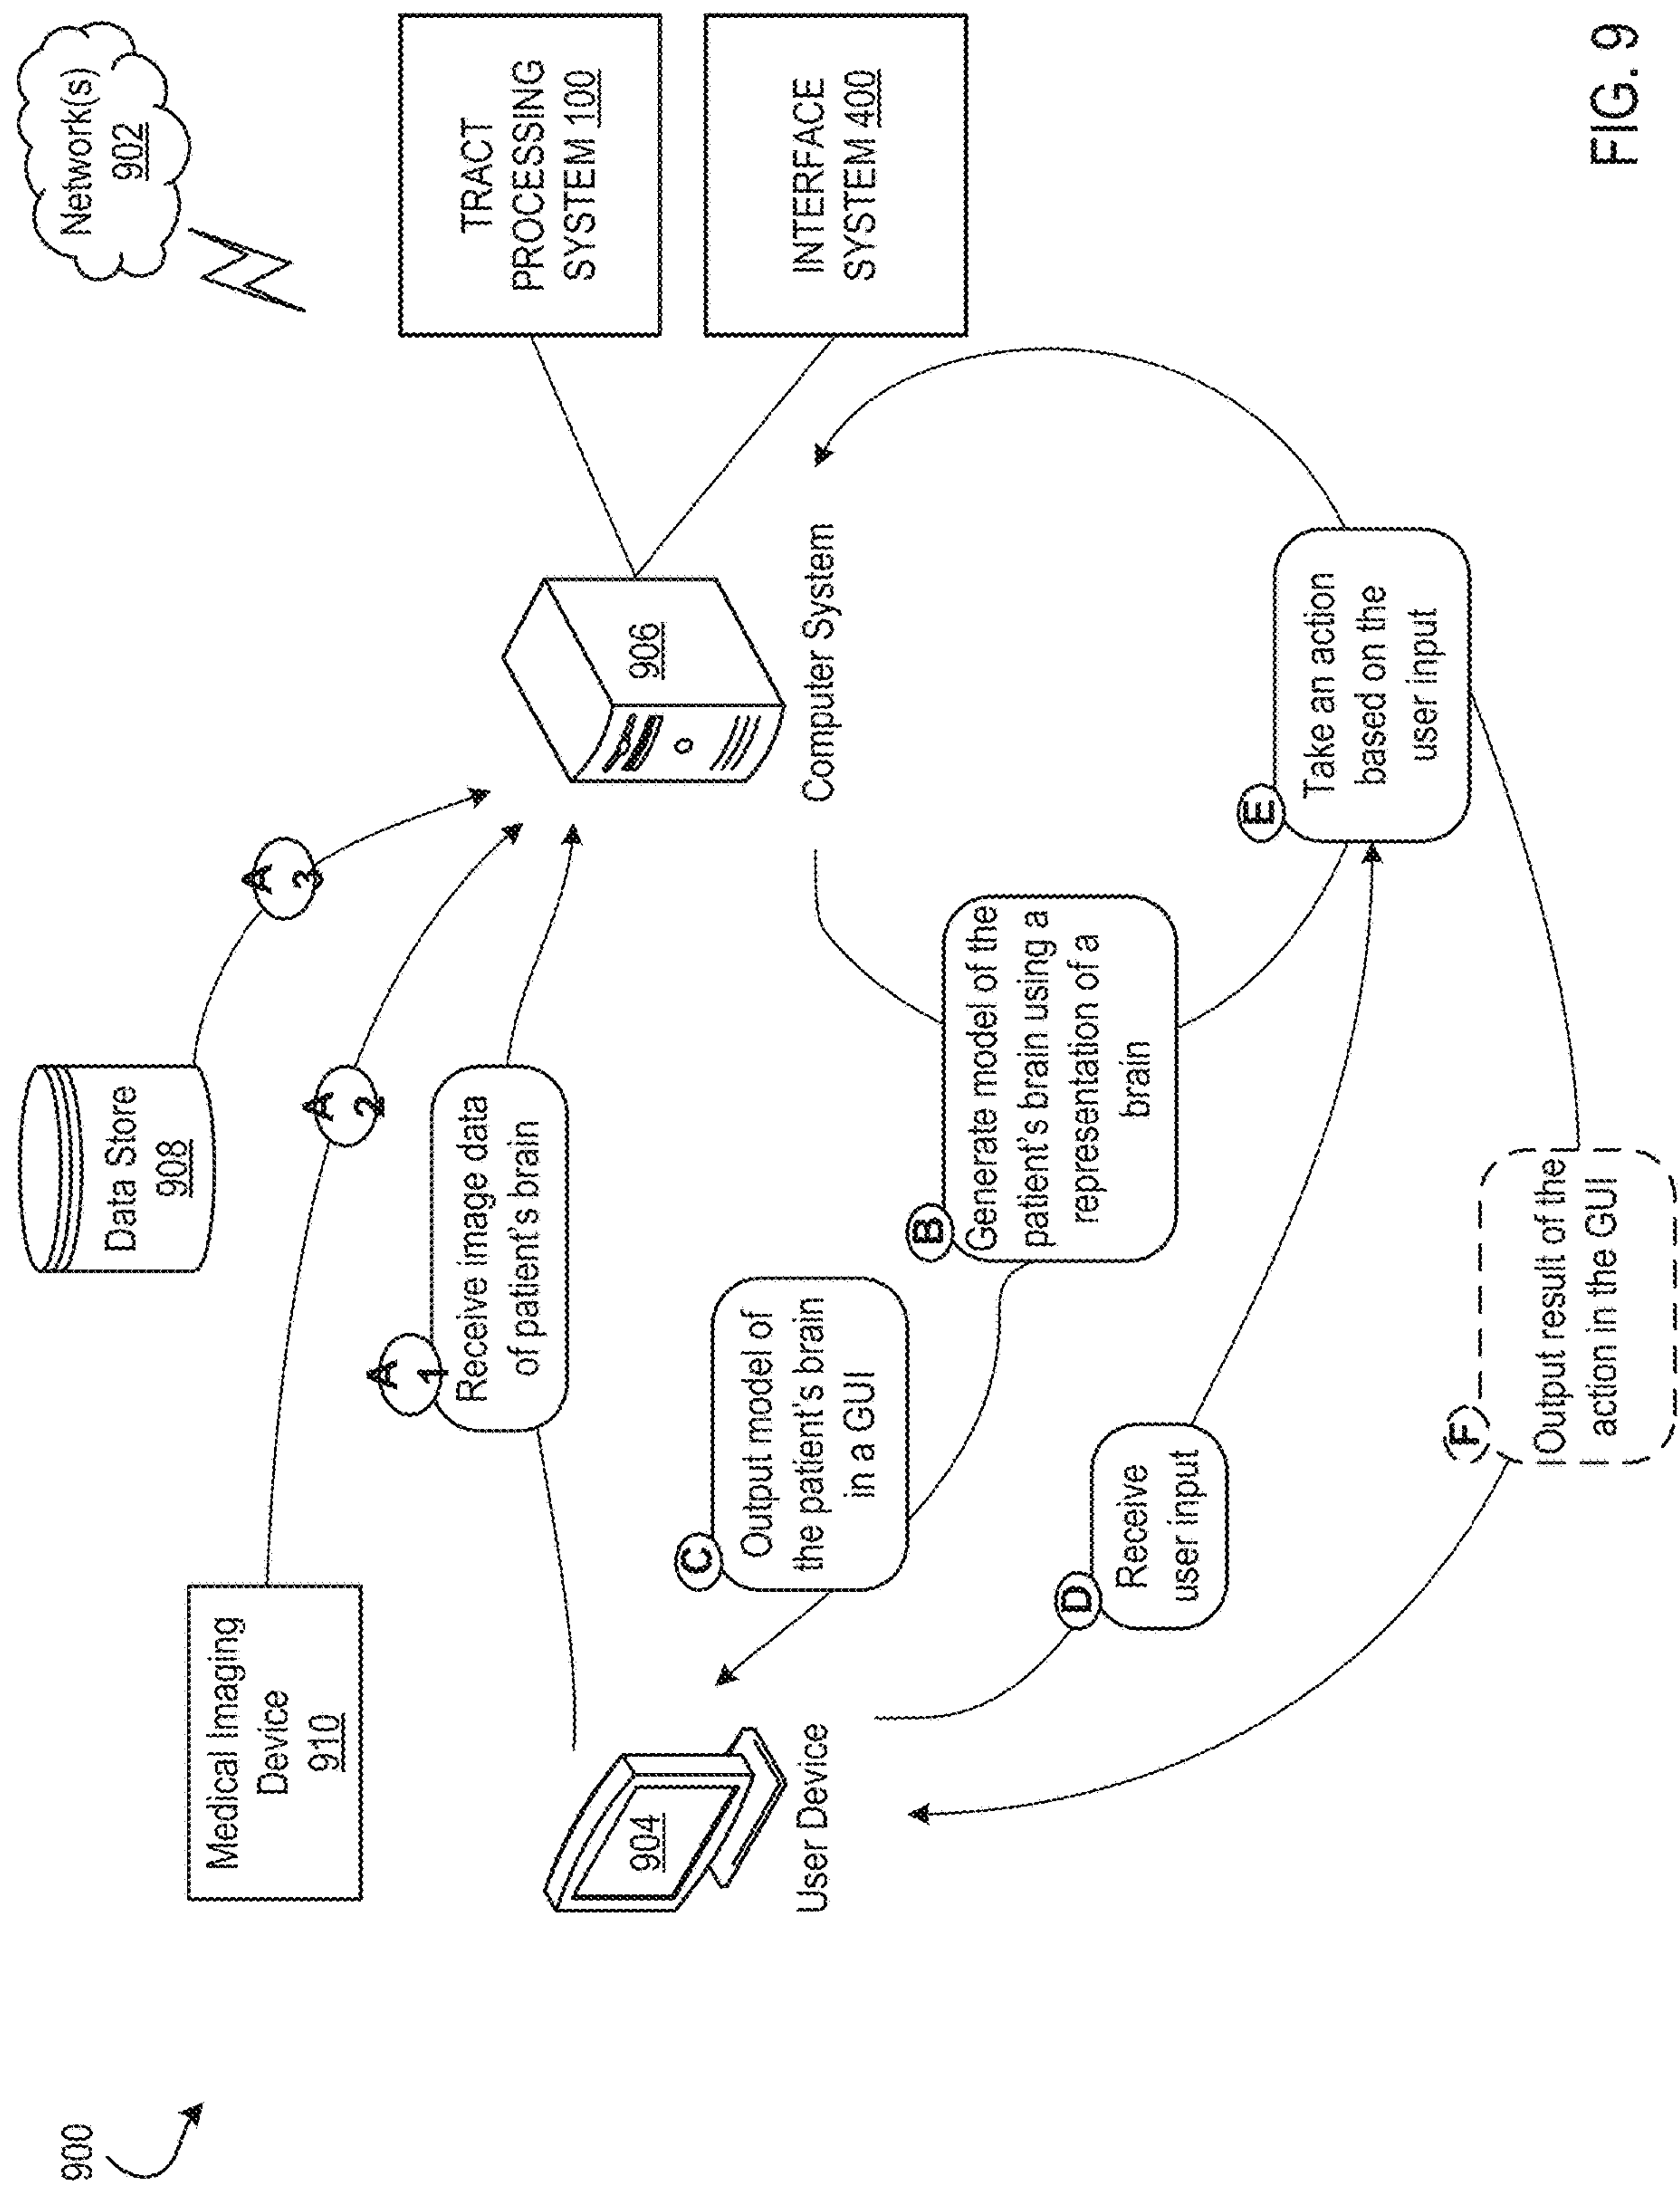 900
Network(s)
902
Data Store
908
Medical Imaging
Device
910
A
3
A
2
A
1
Receive image data
of patient's brain
TRACT
PROCESSING
SYSTEM 100
INTERFACE
SYSTEM 400
904
User Device
906
Computer System
C
Output model of
the patient's brain
in a GUI
B
Generate model of the
patient's brain using a
representation of a
brain
D
Receive
user input
E
Take an action
based on the
user input
F
Output result of the
action in the GUI
FIG. 9